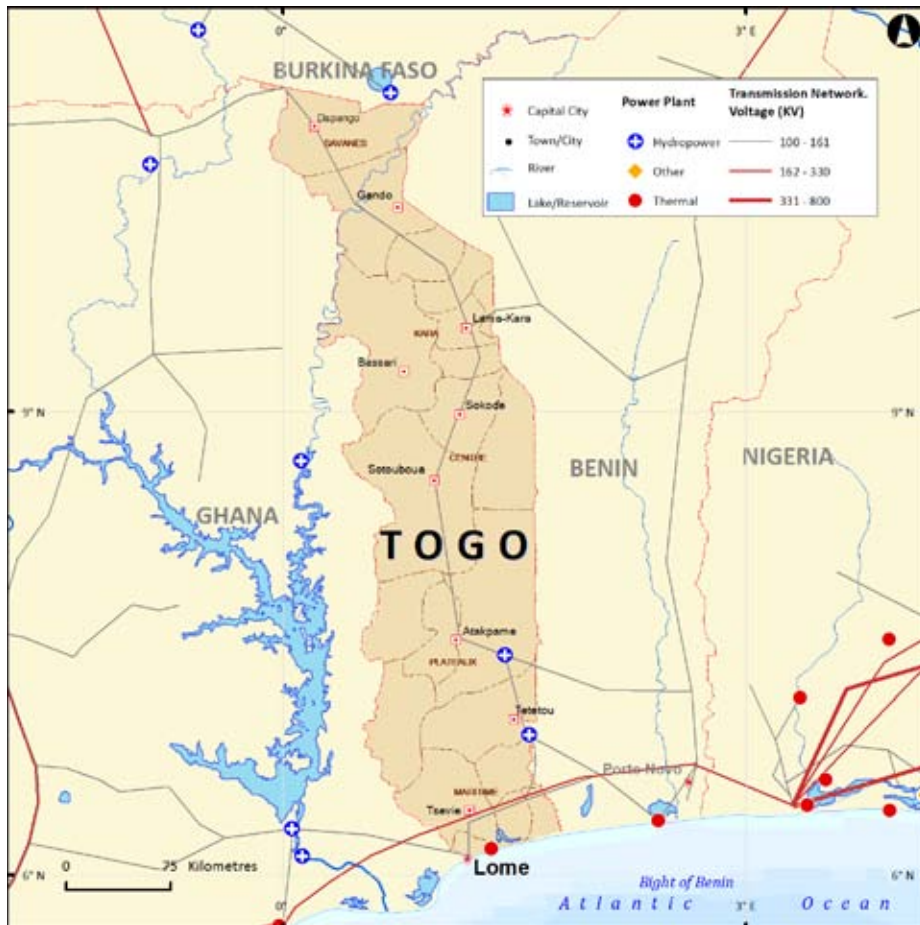 0°
3° E
BURKINA FASO
Dapango
SAVANES
Gando
Capital City
Town/City
River
Lake/Reservoir
Power Plant
Hydropower
Other
Thermal
Transmission Network.
Voltage (KV)
100 - 161
162 - 330
331 - 800
Lama-Kara
KARA
Bassari
9° N
Sokode
9° N
CENTRE
Sotouboua
BENIN
NIGERIA
GHANA
TOGO
Atakpame
PLATEAUX
Tetetou
Porto-Novo
MARITIME
Tsevie
0
75
Kilometres
Lome
6° N
6° N
Bight of Benin
Atlantic Ocean
0°
3° E